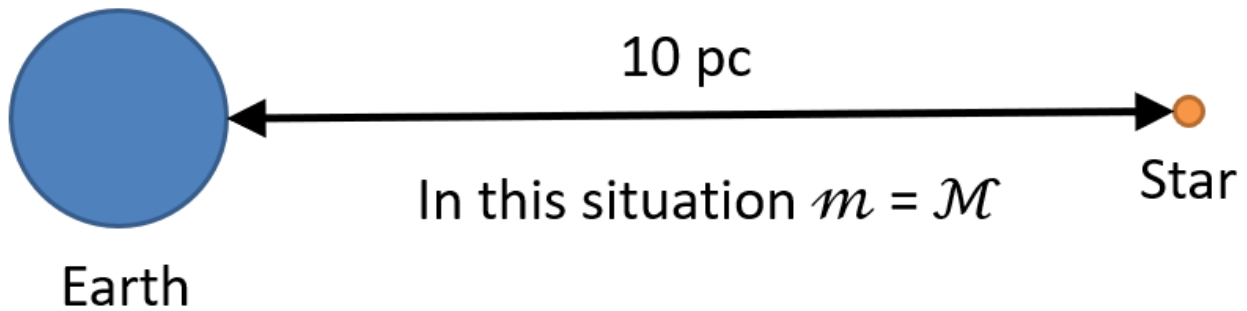 10 pc
In this situation 𝓂 = ℳ
Star
Earth